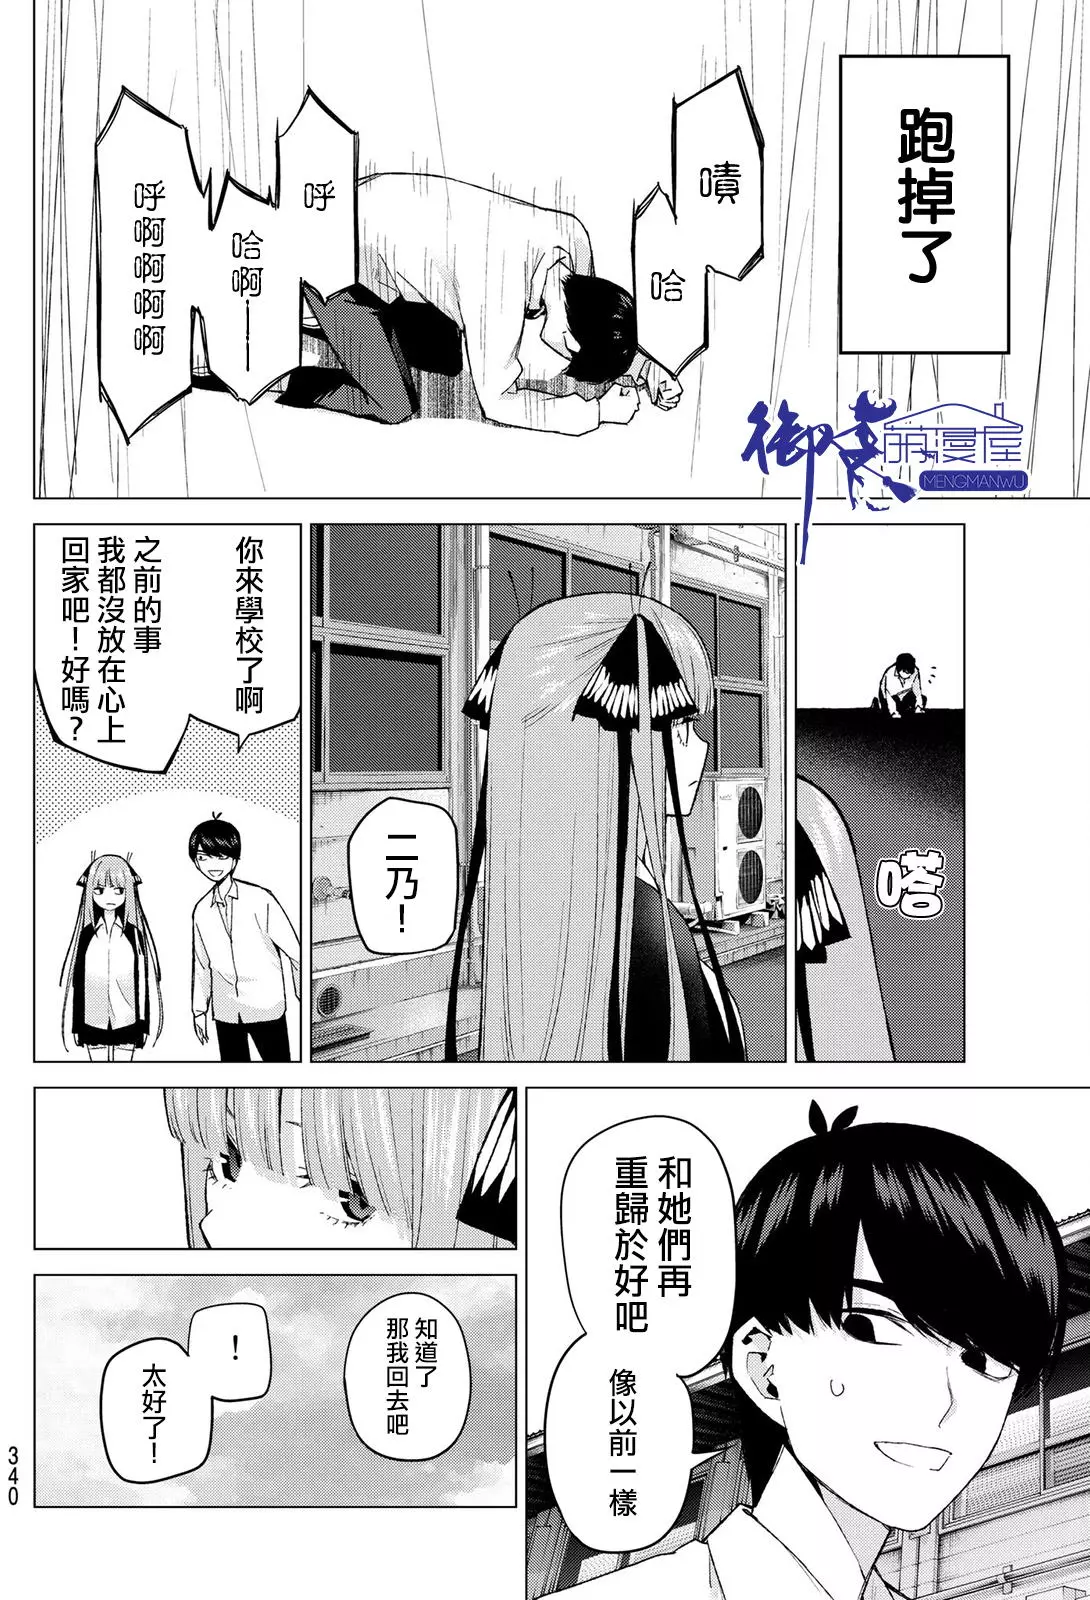 跑掉了
嘖
哈
呼
哈啊──
呼啊啊啊啊
御宅
萌漫屋
MENGMANWU
嗒
二乃！
你來學校了啊
之前的事
我都沒放在心上
回家吧！好嗎？
和她們再
重歸於好吧
像以前一樣
知道了
那我回去吧
！
太好了！
340